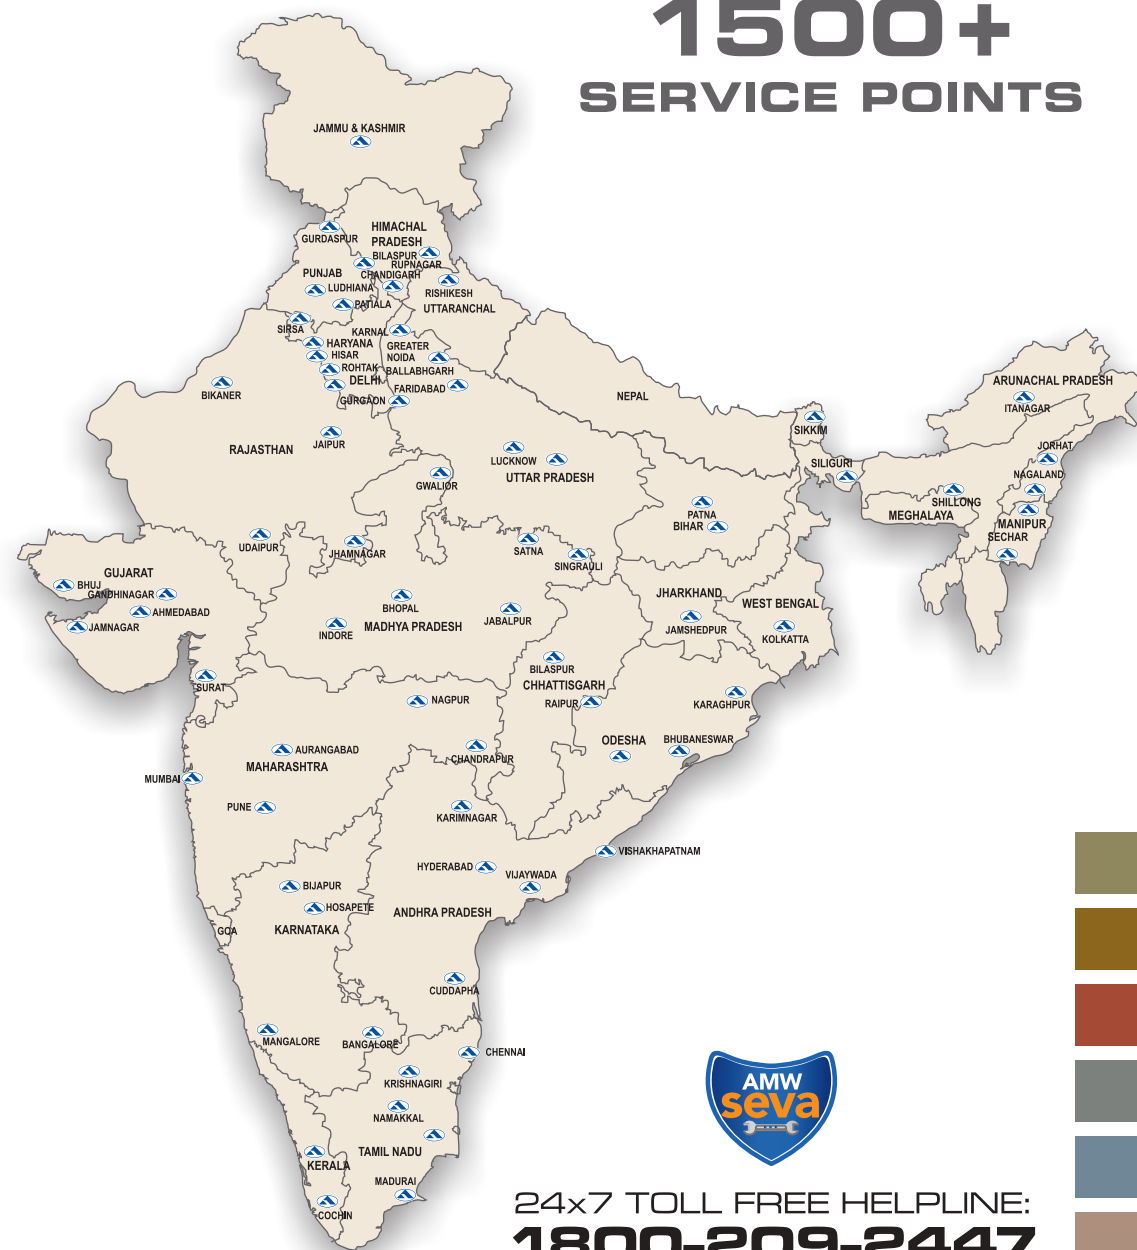 1500+
SERVICE POINTS
JAMMU & KASHMIR
HIMACHAL
PRADESH
GURDASPUR
BILASPUR
RUPNAGAR
CHANDIGARH
PUNJAB
LUDHIANA
PATIALA
RISHIKESH
UTTARANCHAL
SIRSA
KARNAL
HARYANA
GREATER
NOIDA
HISAR
ROHTAK
BALLABHGARH
DELHI
FARIDABAD
GURGAON
BIKANER
NEPAL
ARUNACHAL PRADESH
ITANAGAR
SIKKIM
JAIPUR
RAJASTHAN
LUCKNOW
UTTAR PRADESH
GWALIOR
SILIGURI
JORHAT
NAGALAND
SHILLONG
MEGHALAYA
MANIPUR
SECHAR
PATNA
BIHAR
UDAIPUR
JHAMNAGAR
SATNA
SINGRAULI
GUJARAT
BHUJ
GANDHINAGAR
AHMEDABAD
JAMNAGAR
BHOPAL
INDORE
MADHYA PRADESH
JABALPUR
JHARKHAND
JAMSHEDPUR
WEST BENGAL
KOLKATTA
SURAT
BILASPUR
CHHATTISGARH
RAIPUR
NAGPUR
KARAGHPUR
AURANGABAD
MAHARASHTRA
CHANDRAPUR
ODESHA
BHUBANESWAR
MUMBAI
PUNE
KARIMNAGAR
VISHAKHAPATNAM
HYDERABAD
VIJAYWADA
BIJAPUR
HOSAPETE
KARNATAKA
ANDHRA PRADESH
GOA
CUDDAPHA
MANGALORE
BANGALORE
CHENNAI
KRISHNAGIRI
NAMAKKAL
TAMIL NADU
KERALA
MADURAI
COCHIN
AMW
seva
24x7 TOLL FREE HELPLINE:
1800-209-2447